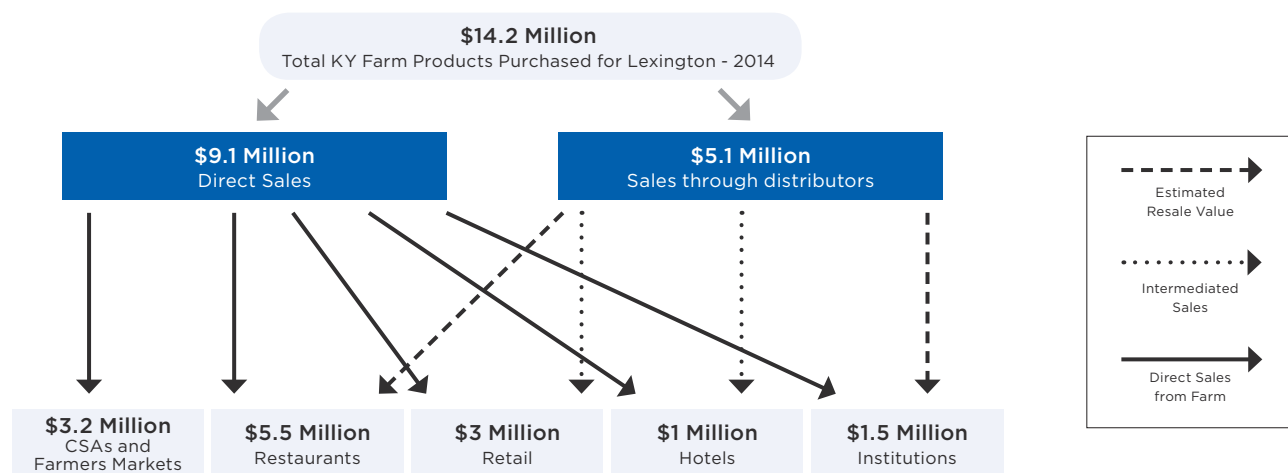 $14.2 Million
Total KY Farm Products Purchased for Lexington - 2014
$9.1 Million
Direct Sales
$5.1 Million
Sales through distributors
$3.2 Million
CSAs and
Farmers Markets
$5.5 Million
Restaurants
$3 Million
Retail
$1 Million
Hotels
$1.5 Million
Institutions
Estimated
Resale Value
Intermediated
Sales
Direct Sales
from Farm